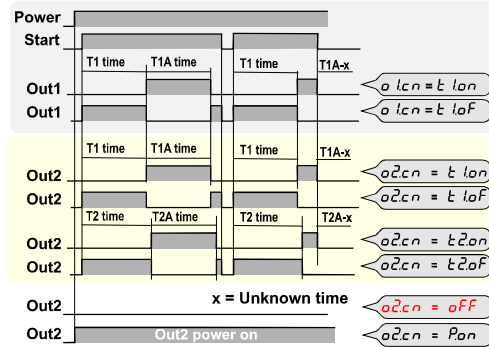 Power
Start
T1 time T1A time T1 time T1A-x
Out1 o1.cn = t1.on
Out1 o1.cn = t1.oF
T1 time T1A time T1 time T1A-x
Out2 o2.cn = t1.on
Out2 o2.cn = t1.oF
T2 time T2A time T2 time T2A-x
Out2 o2.cn = t2.on
Out2 o2.cn = t2.oF
x = Unknown time
Out2 o2.cn = oFF
Out2 Out2 power on o2.cn = P.on